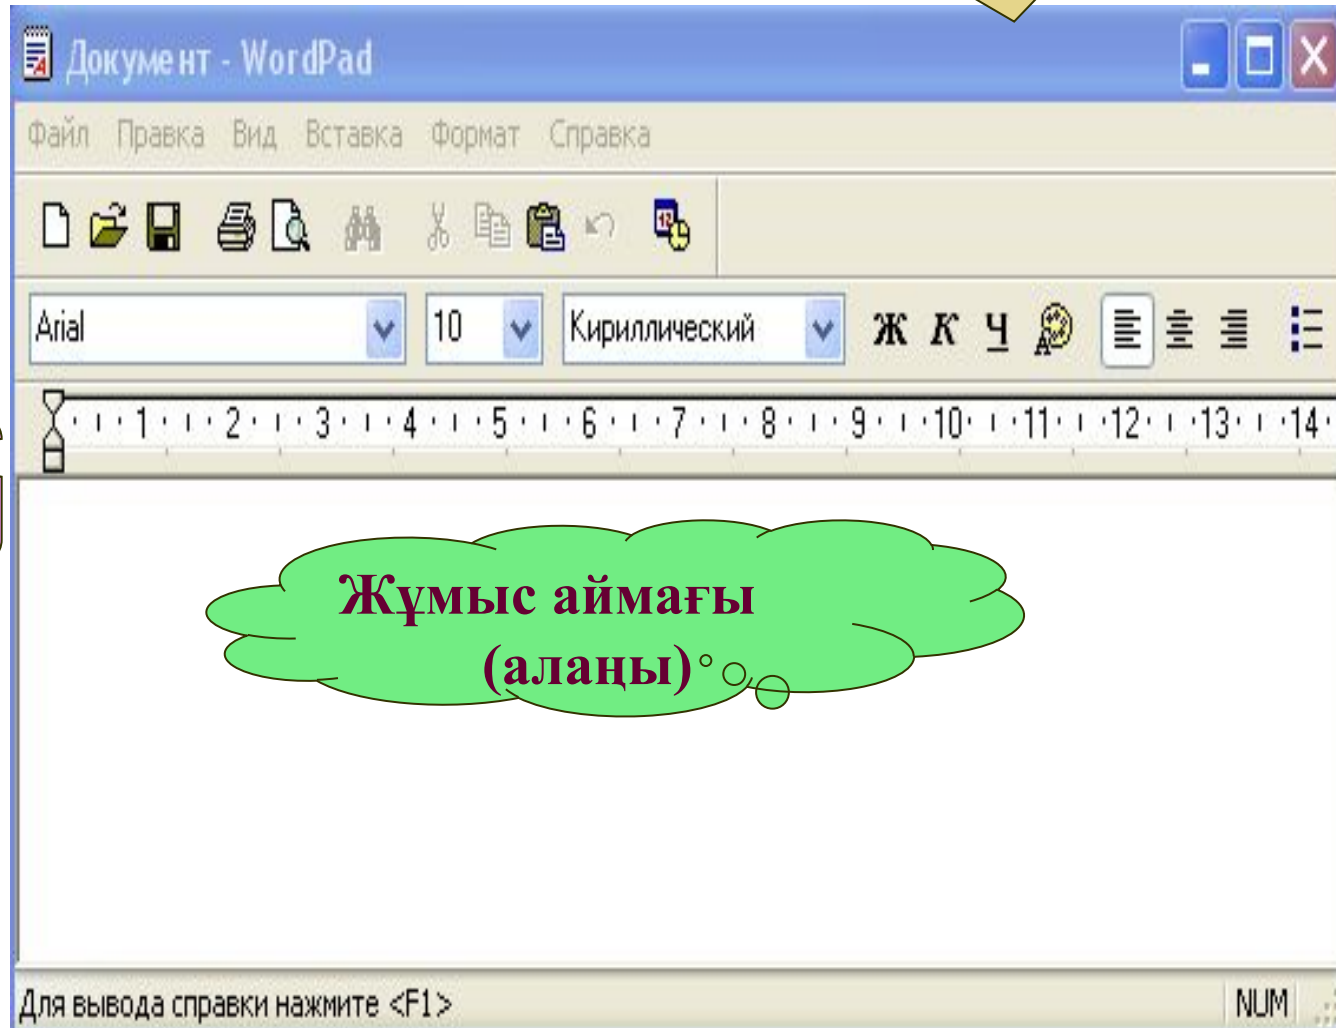 Документ - WordPad
Файл Правка Вид Вставка Формат Справка
12
Arial 10 Кириллический Ж К Ч A
1 2 3 4 5 6 7 8 9 10 11 12 13 14
Жұмыс аймағы
(алаңы)
Для вывода справки нажмите <F1> NUM